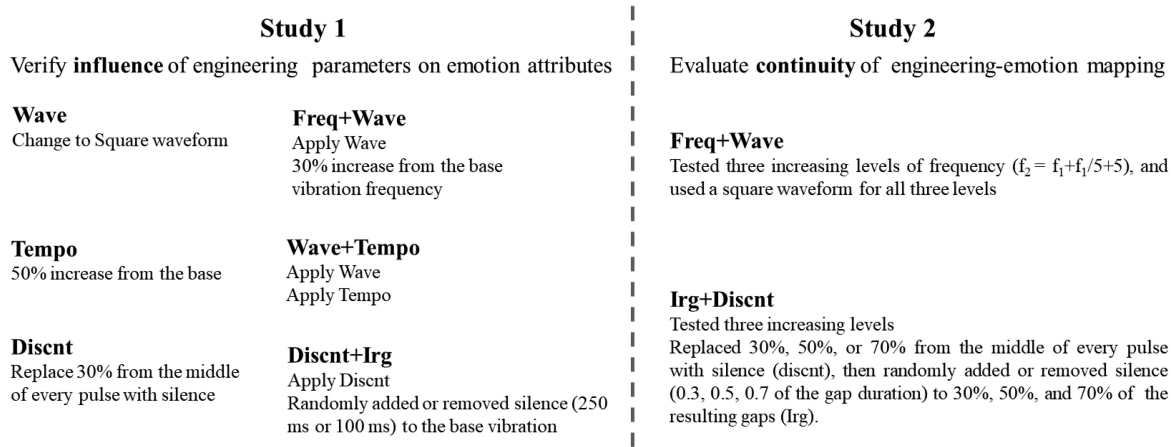 Study 1
Verify influence of engineering parameters on emotion attributes
Wave
Change to Square waveform
Freq+Wave
Apply Wave
30% increase from the base
vibration frequency
Tempo
50% increase from the base
Wave+Tempo
Apply Wave
Apply Tempo
Discnt
Replace 30% from the middle
of every pulse with silence
Discnt+Irg
Apply Discnt
Randomly added or removed silence (250
ms or 100 ms) to the base vibration
Study 2
Evaluate continuity of engineering-emotion mapping
Freq+Wave
Tested three increasing levels of frequency (f₂ = f₁+f₁/5+5), and
used a square waveform for all three levels
Irg+Discnt
Tested three increasing levels
Replaced 30%, 50%, or 70% from the middle of every pulse
with silence (discnt), then randomly added or removed silence
(0.3, 0.5, 0.7 of the gap duration) to 30%, 50%, and 70% of the
resulting gaps (Irg).